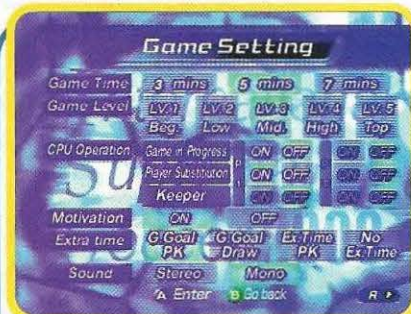 Game Setting
Game Time 3 mins 5 mins 7 mins
Game Level LV.1 LV.2 LV.3 LV.4 LV.5
Beg. Low Mid. High Top
CPU Operation Game in Progress ON OFF ON OFF
Player Substitution ON OFF ON OFF
Keeper ON OFF ON OFF
Motivation ON OFF
Extra time G.Goal G.Goal Ex.Time No
PK Draw PK Ex.Time
Sound Stereo Mono
A Enter B Go back R